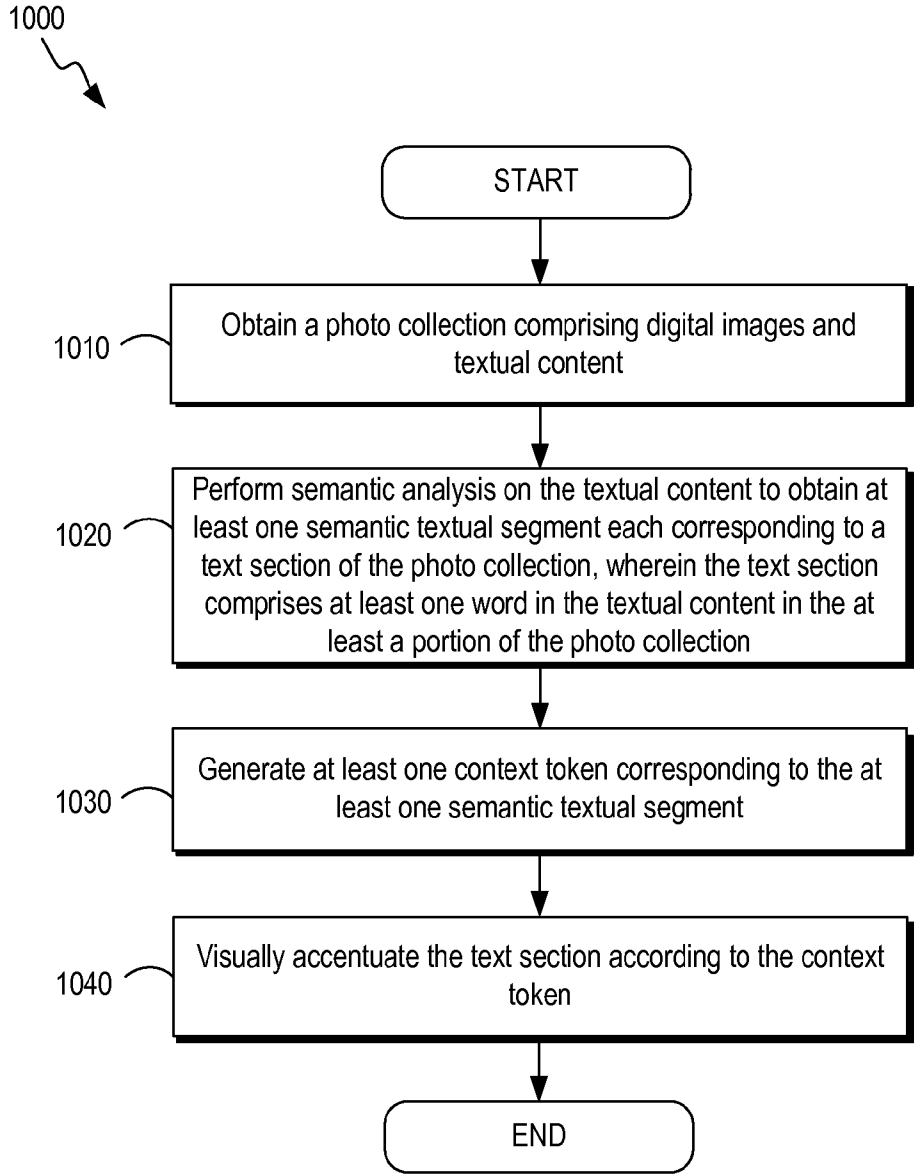 1000
START
1010
Obtain a photo collection comprising digital images and
textual content
1020
Perform semantic analysis on the textual content to obtain at
least one semantic textual segment each corresponding to a
text section of the photo collection, wherein the text section
comprises at least one word in the textual content in the at
least a portion of the photo collection
1030
Generate at least one context token corresponding to the at
least one semantic textual segment
1040
Visually accentuate the text section according to the context
token
END